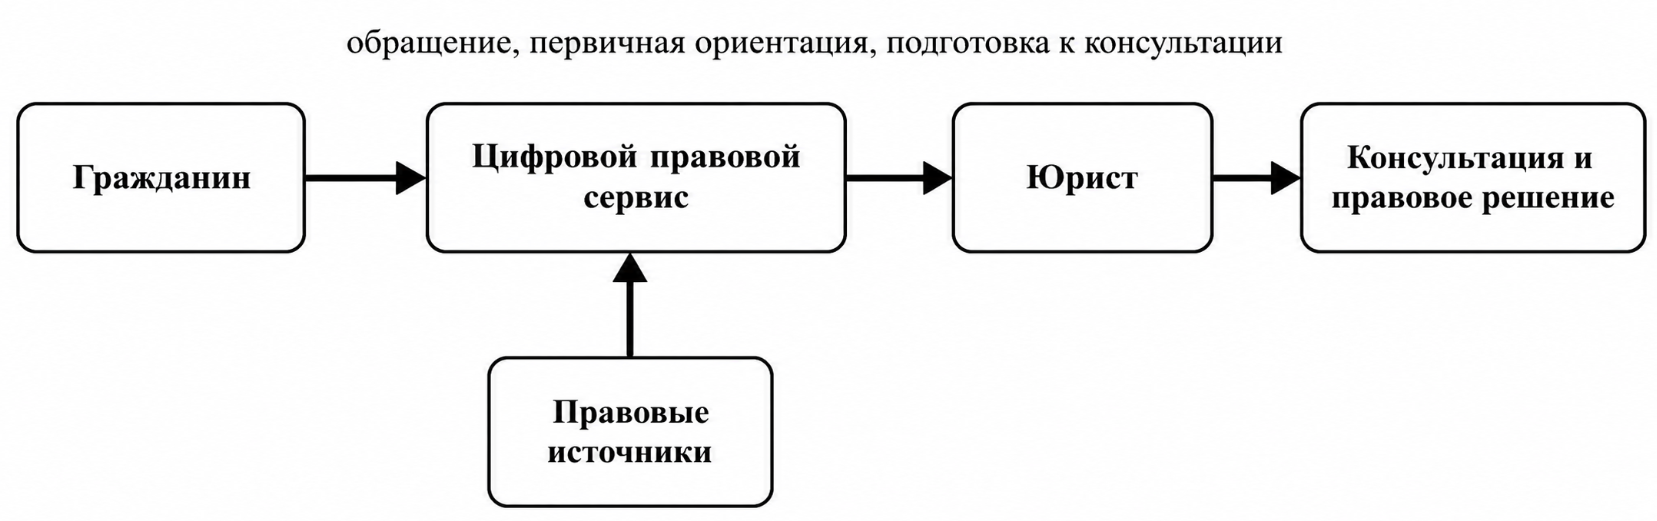 обращение, первичная ориентация, подготовка к консультации
Гражданин
Цифровой правовой
сервис
Юрист
Консультация и
правовое решение
Правовые
источники